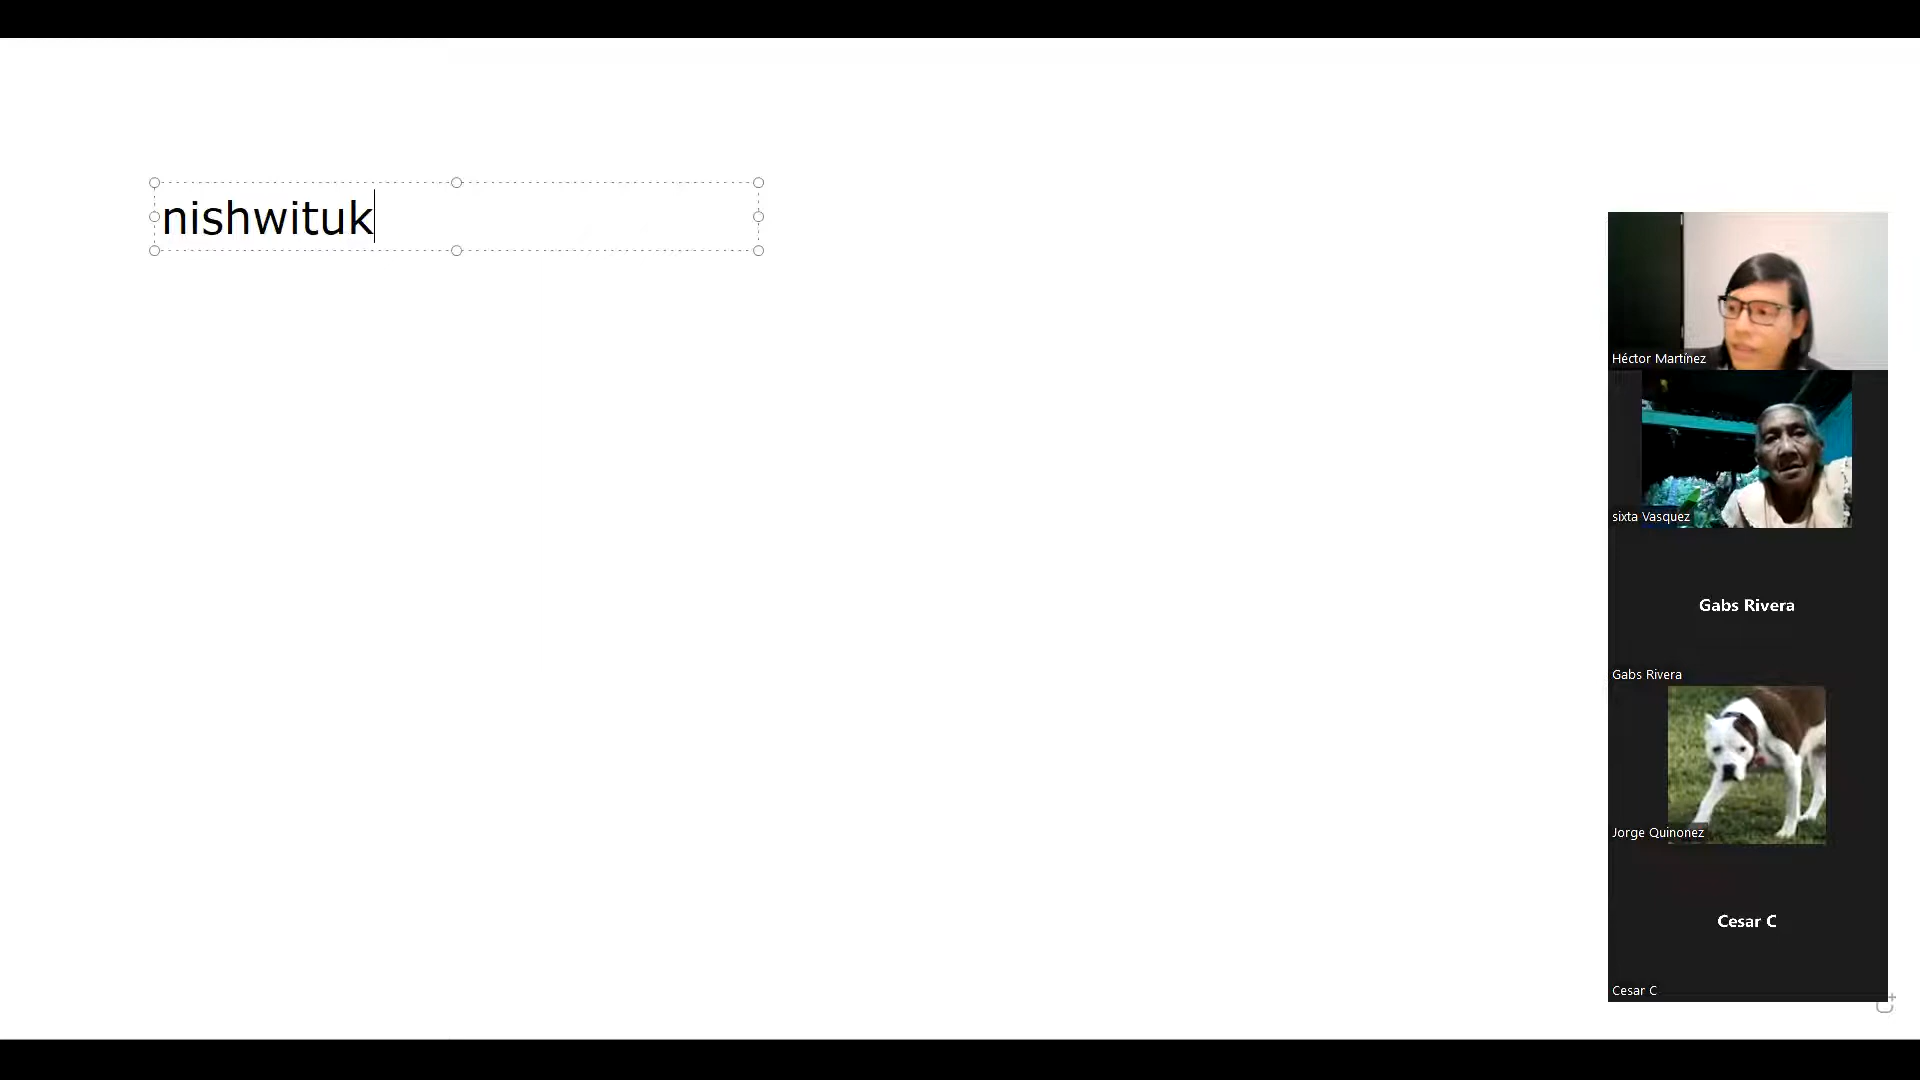 nishwituk
Héctor Martínez
sixta Vasquez
Gabs Rivera
Gabs Rivera
Jorge Quinonez
Cesar C
Cesar C